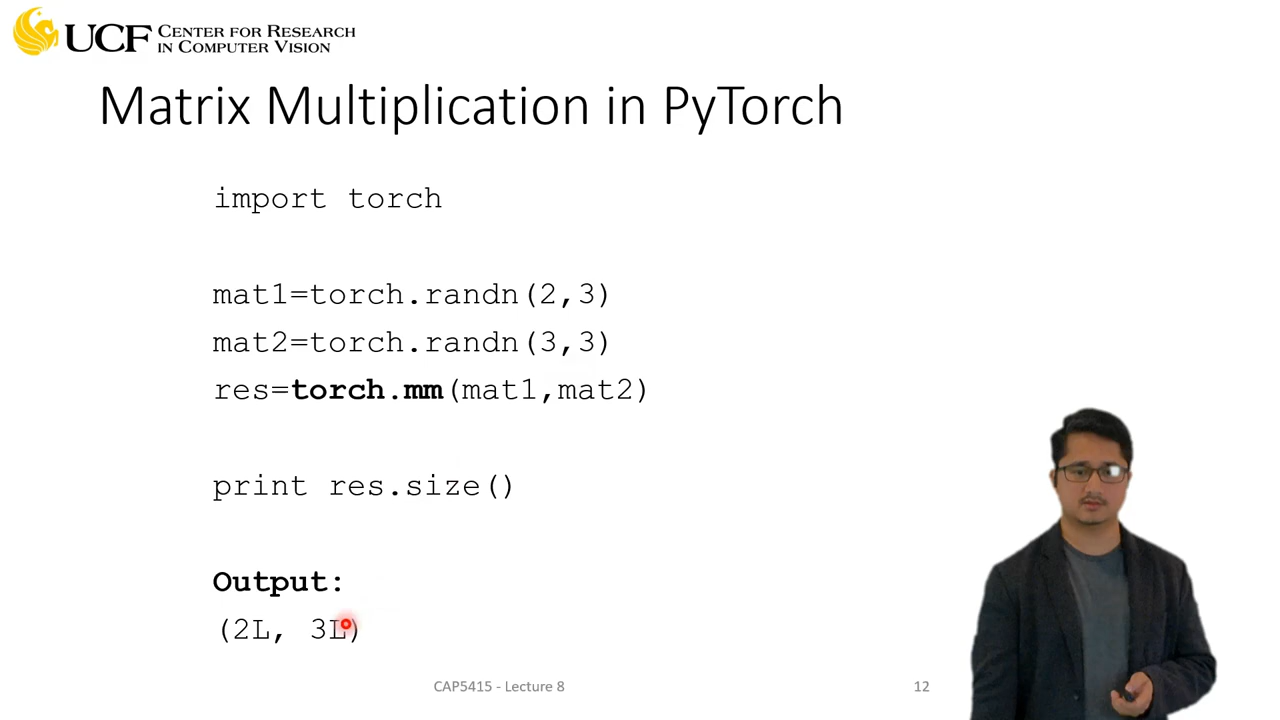 UCF CENTER FOR RESEARCH
IN COMPUTER VISION
Matrix Multiplication in PyTorch
import torch
mat1=torch.randn(2,3)
mat2=torch.randn(3,3)
res=torch.mm(mat1,mat2)
print res.size()
Output:
(2L, 3L)
CAP5415 - Lecture 8
12